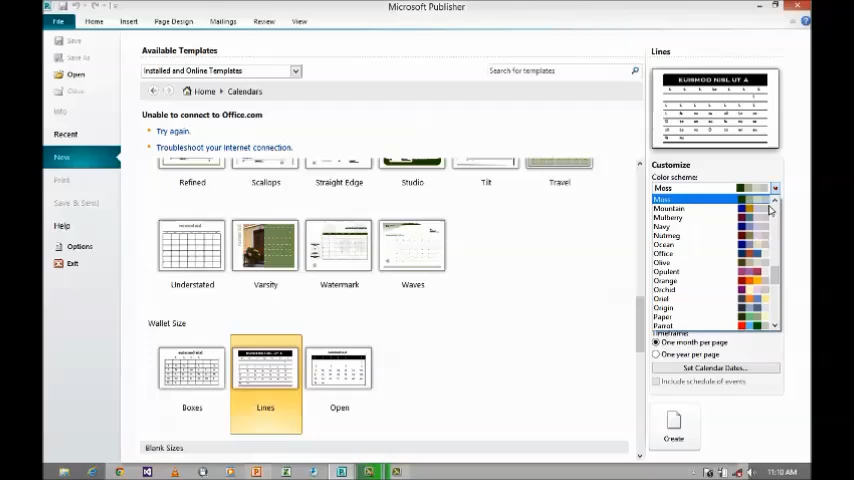 Microsoft Publisher
File Home Insert Page Design Mailings Review View
Save
Save As
Open
Close
Info
Recent
New
Print
Save & Send
Help
Options
Exit
Available Templates
Installed and Online Templates
Search for templates
Home Calendars
Unable to connect to Office.com
Try again.
Troubleshoot your Internet connection.
Refined Scallops Straight Edge Studio Tilt Travel
Understated Varsity Watermark Waves
Wallet Size
Boxes Lines Open
Blank Sizes
Lines
Customize
Color scheme:
Moss
Moss
Mountain
Mulberry
Navy
Nutmeg
Ocean
Office
Olive
Opulent
Orange
Orchid
Oriel
Origin
Paper
Parrot
Timeframe:
One month per page
One year per page
Set Calendar Dates...
Include schedule of events
Create
11:10 AM